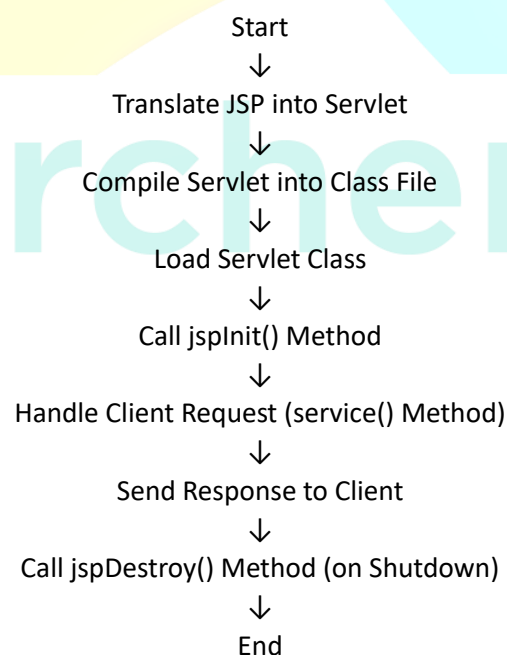 Start
↓
Translate JSP into Servlet
↓
Compile Servlet into Class File
↓
Load Servlet Class
↓
Call jspInit() Method
↓
Handle Client Request (service() Method)
↓
Send Response to Client
↓
Call jspDestroy() Method (on Shutdown)
↓
End
rcher